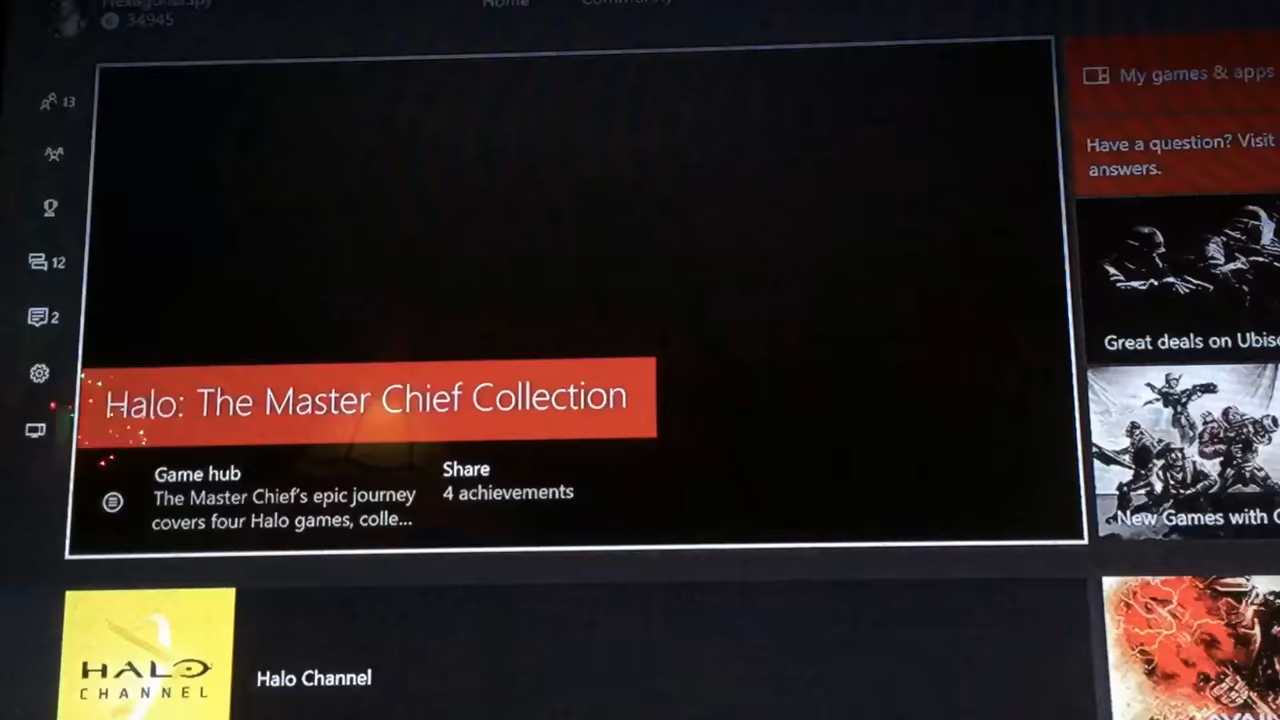 34945
Home
13
My games & apps
Have a question? Visit
answers.
12
2
Great deals on
Halo: The Master Chief Collection
Game hub
The Master Chief's epic journey
covers four Halo games, colle...
Share
4 achievements
New Games with
HALO
CHANNEL
Halo Channel